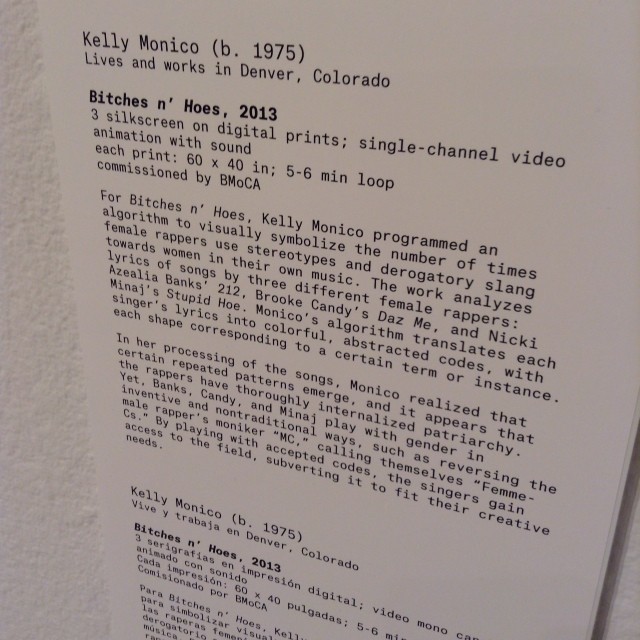 Kelly Monico (b. 1975)
Lives and works in Denver, Colorado
Bitches n' Hoes, 2013
3 silkscreen on digital prints; single-channel video
animation with sound
each print: 60 x 40 in; 5-6 min loop
commissioned by BMoCA
For Bitches n' Hoes, Kelly Monico programmed an
algorithm to visually symbolize the number of times
female rappers use stereotypes and derogatory slang
towards women in their own music. The work analyzes
lyrics of songs by three different female rappers:
Azealia Banks' 212, Brooke Candy's Daz Me, and Nicki
Minaj's Stupid Hoe. Monico's algorithm translates each
singer's lyrics into colorful, abstracted codes, with
each shape corresponding to a certain term or instance.
In her processing of the songs, Monico realized that
certain repeated patterns emerge, and it appears that
the rappers have thoroughly internalized patriarchy.
Yet, Banks, Candy, and Minaj play with gender in
inventive and nontraditional ways, such as reversing the
male rapper's moniker "MC," calling themselves "Femme-
Cs." By playing with accepted codes, the singers gain
access to the field, subverting it to fit their creative
needs.
Kelly Monico (b. 1975)
Vive y trabaja en Denver, Colorado
Bitches n' Hoes, 2013
3 serigrafías en impresión digital; video mono
animado con sonido
Cada impresión: 60 x 40 pulgadas; 5-6
Comisionado por BMoCA
Para Bitches n' Hoes,
para simbolizar
las raperas
derogatorio
música.